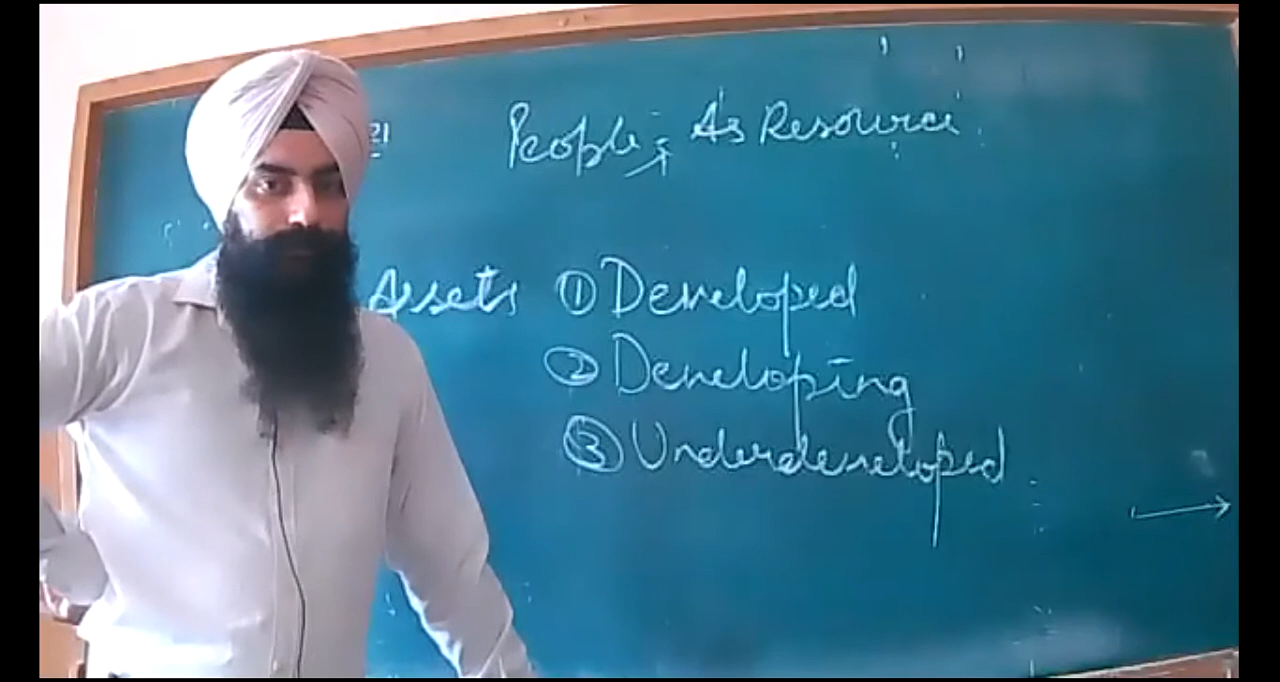 People As Resource
Assets ① Developed
② Developing
③ Underdeveloped